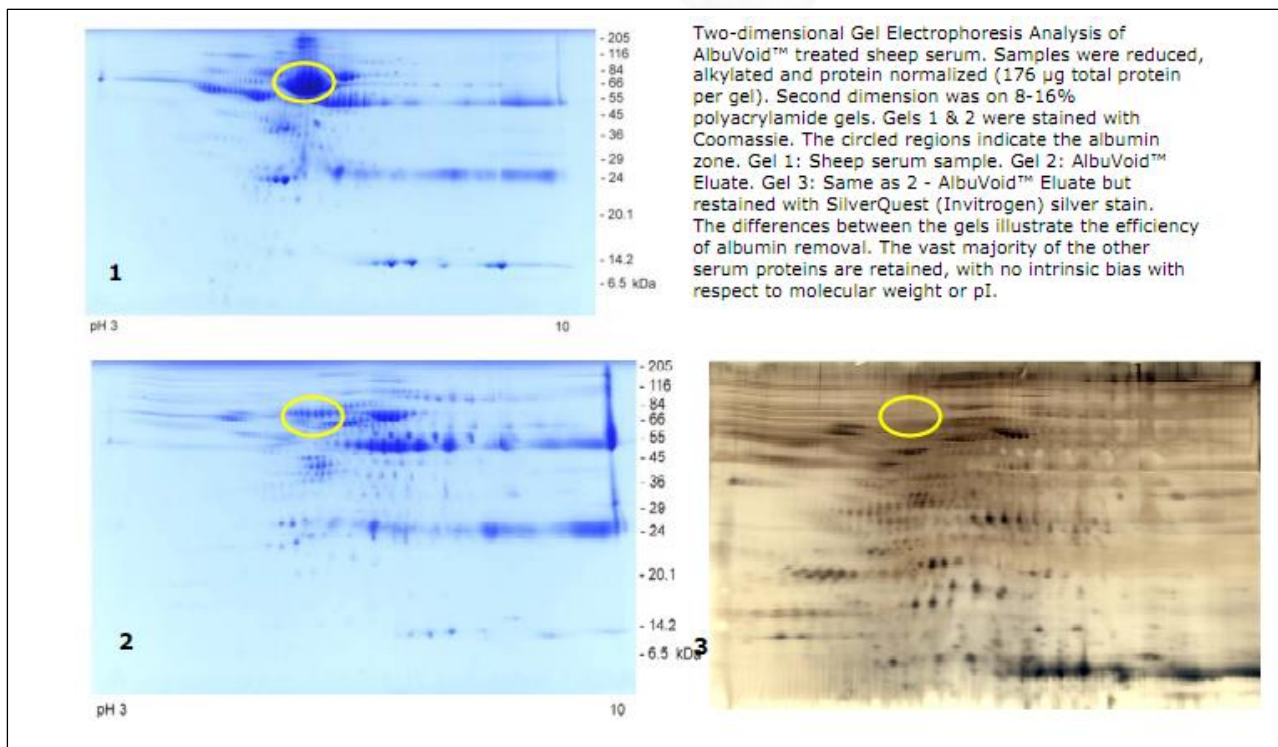 Two-dimensional Gel Electrophoresis Analysis of
AlbuVoid™ treated sheep serum. Samples were reduced,
alkylated and protein normalized (176 µg total protein
per gel). Second dimension was on 8-16%
polyacrylamide gels. Gels 1 & 2 were stained with
Coomassie. The circled regions indicate the albumin
zone. Gel 1: Sheep serum sample. Gel 2: AlbuVoid™
Eluate. Gel 3: Same as 2 - AlbuVoid™ Eluate but
restained with SilverQuest (Invitrogen) silver stain.
The differences between the gels illustrate the efficiency
of albumin removal. The vast majority of the other
serum proteins are retained, with no intrinsic bias with
respect to molecular weight or pI.
- 205
- 116
- 84
- 66
- 55
- 45
- 36
- 29
- 24
- 20.1
- 14.2
- 6.5 kDa
1
pH 3 10
- 205
- 116
- 84
- 66
- 55
- 45
- 36
- 29
- 24
- 20.1
- 14.2
- 6.5 kDa
2
pH 3 10
3